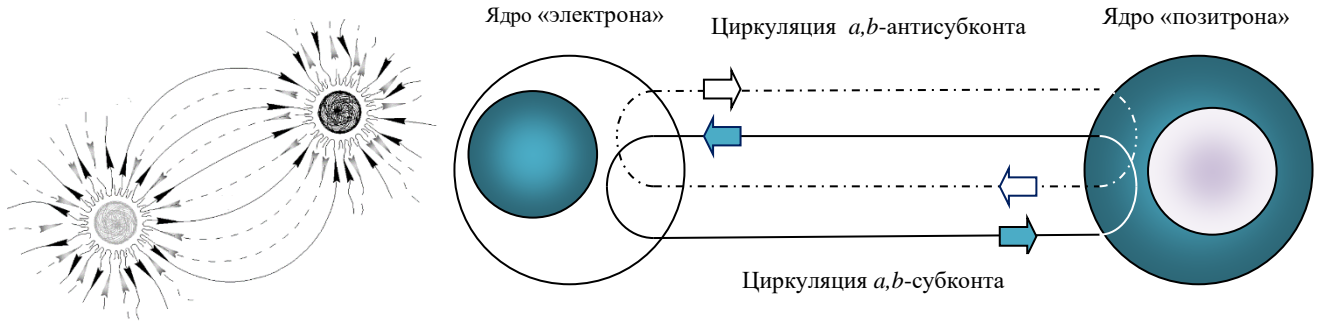 Ядро «электрона»
Циркуляция a,b-антисубконта
Ядро «позитрона»
Циркуляция a,b-субконта